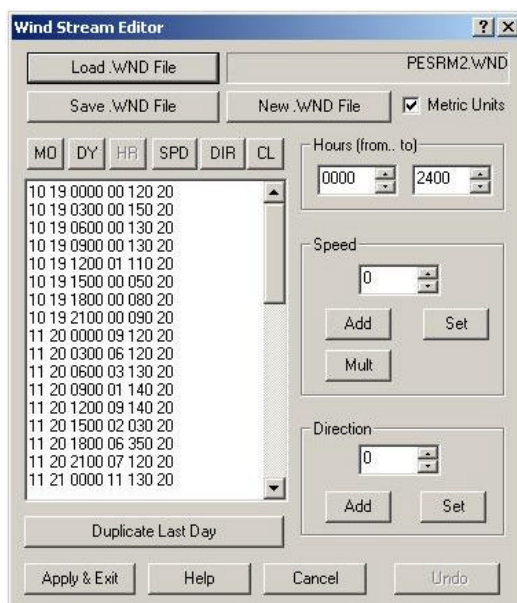 Wind Stream Editor
Load .WND File
PESRM2.WND
Save .WND File
New .WND File
Metric Units
MO DY HR SPD DIR CL
Hours (from.. to)
0000 2400
10 19 0000 00 120 20
10 19 0300 00 150 20
10 19 0600 00 130 20
10 19 0900 00 130 20
10 19 1200 01 110 20
10 19 1500 00 050 20
10 19 1800 00 080 20
10 19 2100 00 090 20
11 20 0000 09 120 20
11 20 0300 06 120 20
11 20 0600 03 130 20
11 20 0900 01 140 20
11 20 1200 09 140 20
11 20 1500 02 030 20
11 20 1800 06 350 20
11 20 2100 07 120 20
11 21 0000 11 130 20
Speed
0
Add Set
Mult
Direction
0
Add Set
Duplicate Last Day
Apply & Exit Help Cancel Undo